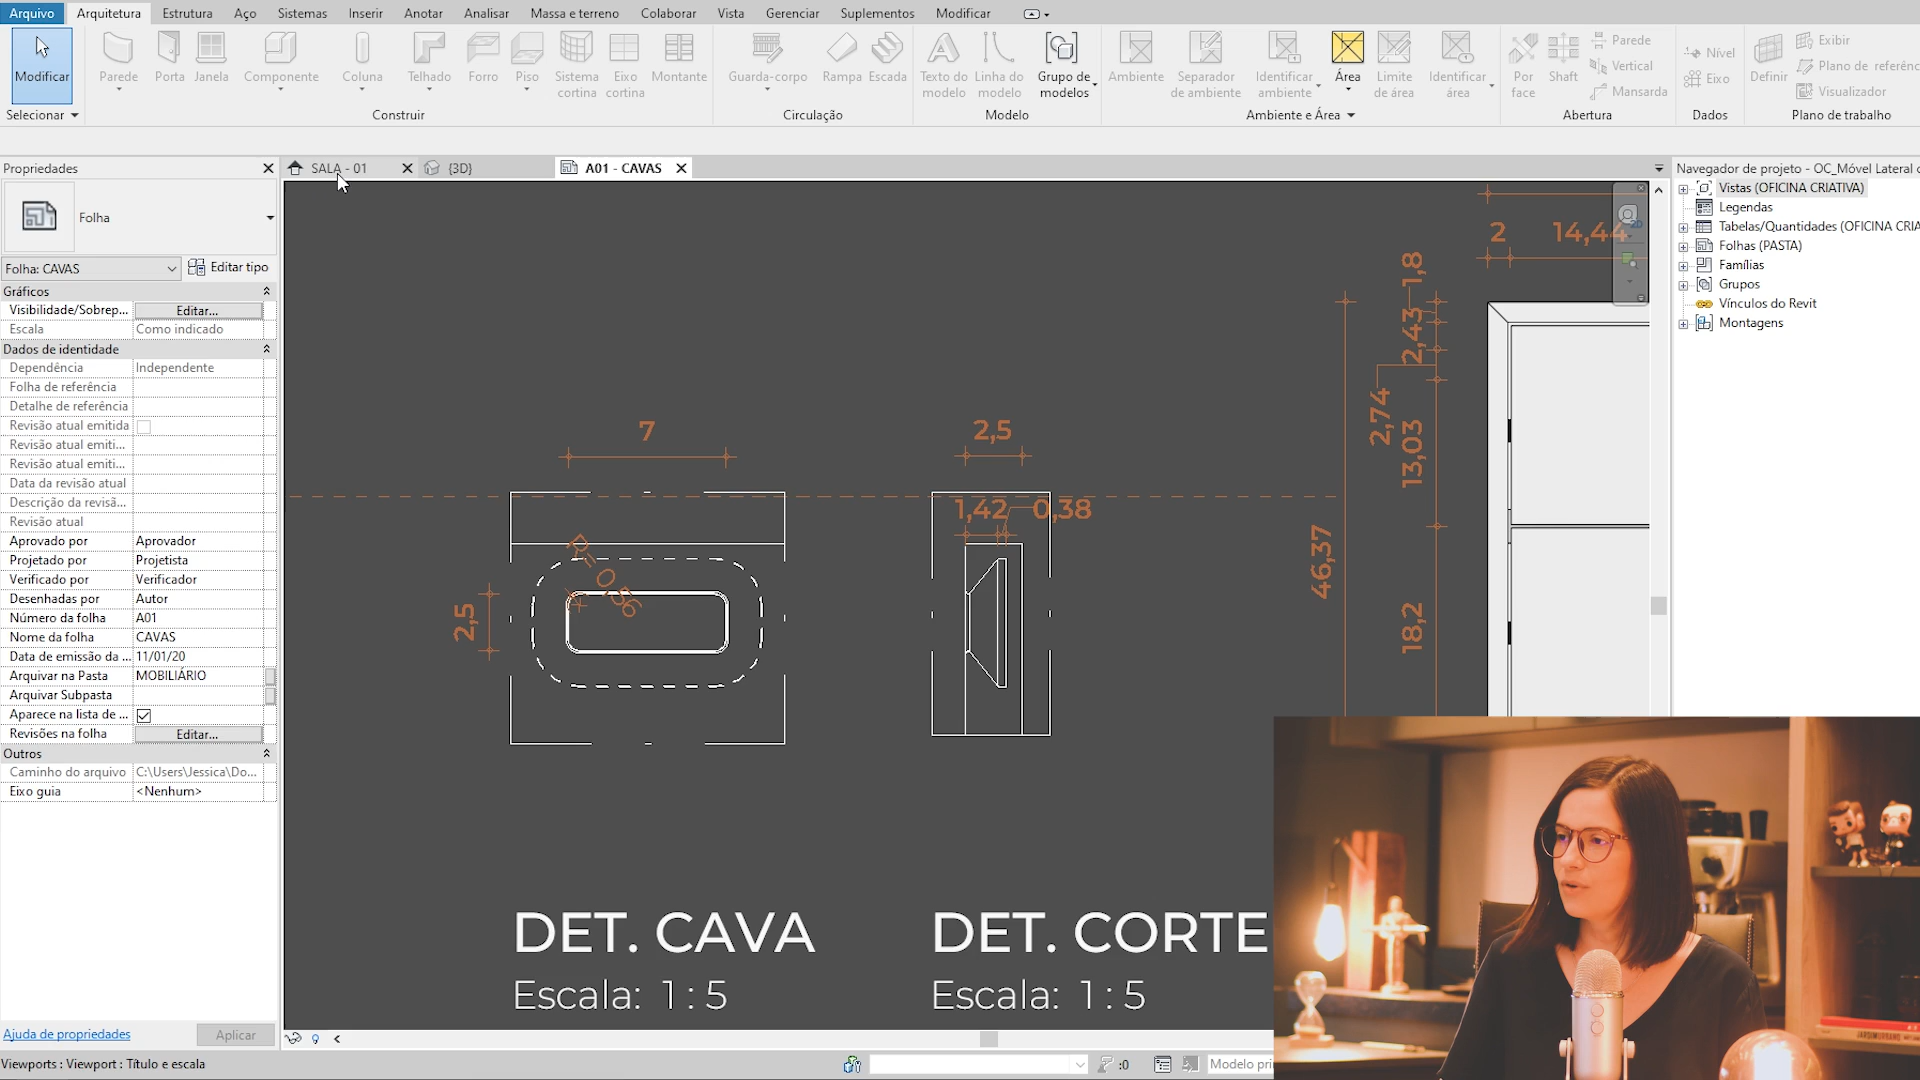 Arquivo Arquitetura Estrutura Aço Sistemas Inserir Anotar Analisar Massa e terreno Colaborar Vista Gerenciar Suplementos Modificar
Modificar Parede Porta Janela Componente Coluna Telhado Forro Piso Sistema cortina Eixo cortina Montante Guarda-corpo Rampa Escada Texto do modelo Linha do modelo Grupo de modelos Ambiente Separador de ambiente Identificar ambiente Área Limite de área Identificar área Por face Shaft
Parede
Vertical
Mansarda
Nível
Eixo
Definir
Exibir
Plano de
Visualizador
Selecionar Construir Circulação Modelo Ambiente e Área Abertura Dados Plano de trabalho
Propriedades
SALA - 01
{3D}
A01 - CAVAS
Navegador de projeto - OC_Móvel Lateral
Folha
Folha: CAVAS Editar tipo
Gráficos
Visibilidade/Sobrep... Editar...
Escala Como indicado
Dados de identidade
Dependência Independente
Folha de referência
Detalhe de referência
Revisão atual emitida
Revisão atual emiti...
Revisão atual emiti...
Data da revisão atual
Descrição da revisã...
Revisão atual
Aprovado por Aprovador
Projetado por Projetista
Verificado por Verificador
Desenhadas por Autor
Número da folha A01
Nome da folha CAVAS
Data de emissão da ... 11/01/20
Arquivar na Pasta MOBILIÁRIO
Arquivar Subpasta
Aparece na lista de ...
Revisões na folha Editar...
Outros
Caminho do arquivo C:\Users\Jessica\Do...
Eixo guia <Nenhum>
Ajuda de propriedades Aplicar
Viewports : Viewport : Título e escala
7
2,5
R= 0,56
2,5
1,42
0,38
2
14,44
1,8
2,43
2,74
13,03
46,37
18,2
DET. CAVA
Escala: 1 : 5
DET. CORTE
Escala: 1 : 5
Vistas (OFICINA CRIATIVA)
Legendas
Tabelas/Quantidades (OFICINA
Folhas (PASTA)
Famílias
Grupos
Vínculos do Revit
Montagens
:0
Modelo